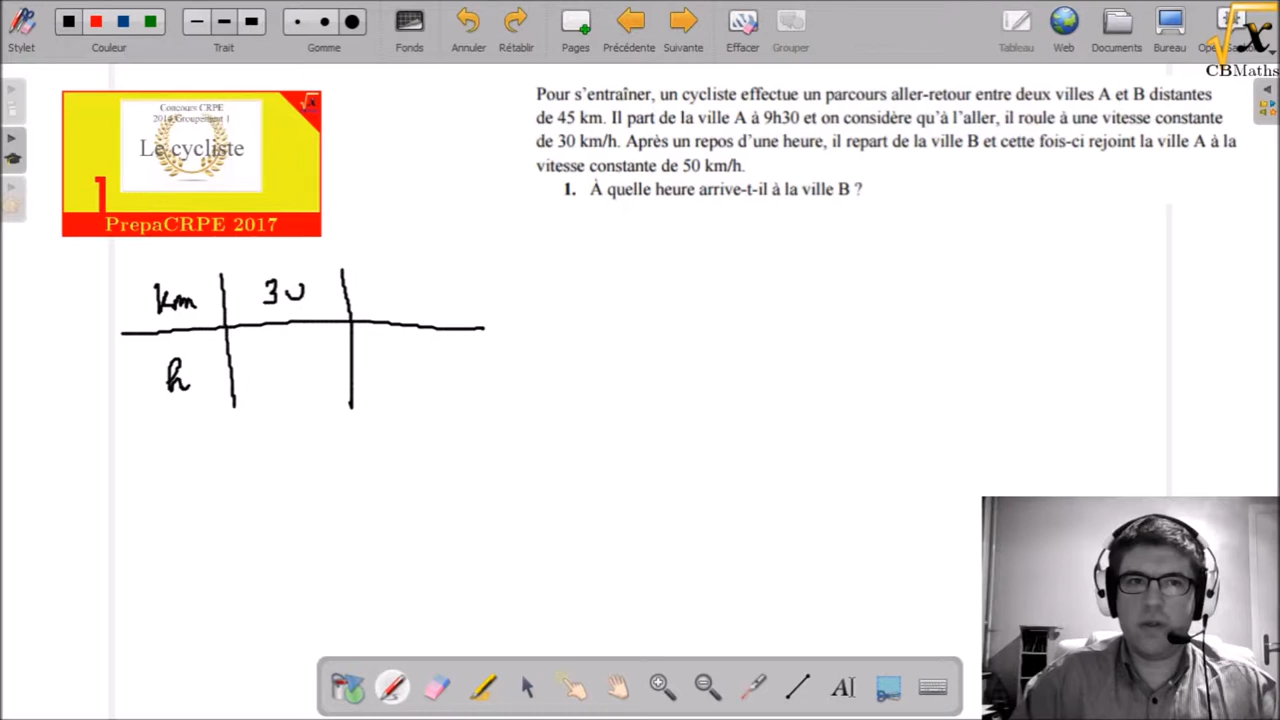 Stylet
Couleur
Trait
Gomme
Fonds
Annuler
Rétablir
Pages
Précédente
Suivante
Effacer
Grouper
Tableau
Web
Documents
Bureau
CBMaths
Concours CRPE
Le cycliste
1
PrepaCRPE 2017
Pour s'entraîner, un cycliste effectue un parcours aller-retour entre deux villes A et B distantes
de 45 km. Il part de la ville A à 9h30 et on considère qu'à l'aller, il roule à une vitesse constante
de 30 km/h. Après un repos d'une heure, il repart de la ville B et cette fois-ci rejoint la ville A à la
vitesse constante de 50 km/h.
1. À quelle heure arrive-t-il à la ville B ?
km 30
h
AI